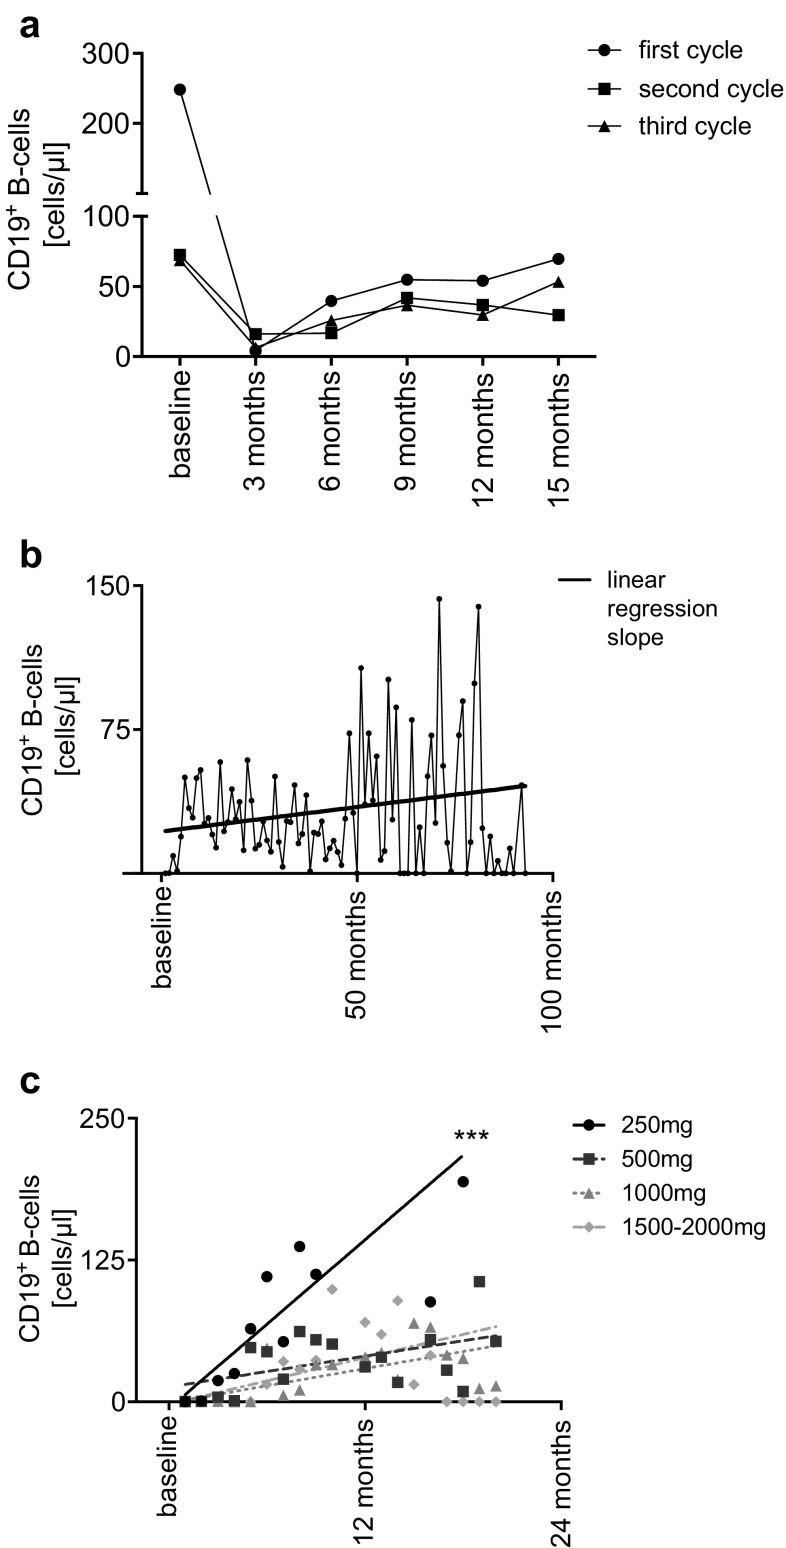 a
300
200
100
50
0
CD19+ B-cells
[cells/µl]
first cycle
second cycle
third cycle
baseline
3 months
6 months
9 months
12 months
15 months
b
150
75
CD19+ B-cells
[cells/µl]
linear
regression
slope
baseline
50 months
100 months
c
250
125
0
CD19+ B-cells
[cells/µl]
***
250mg
500mg
1000mg
1500-2000mg
baseline
12 months
24 months